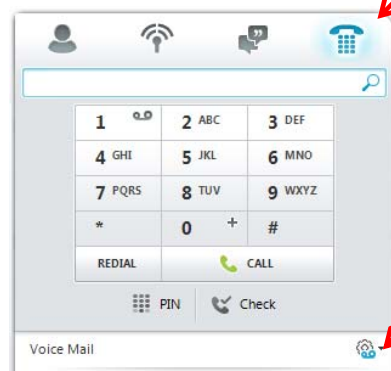 1 2 ABC 3 DEF
4 GHI 5 JKL 6 MNO
7 PQRS 8 TUV 9 WXYZ
* 0 + #
REDIAL CALL
PIN Check
Voice Mail